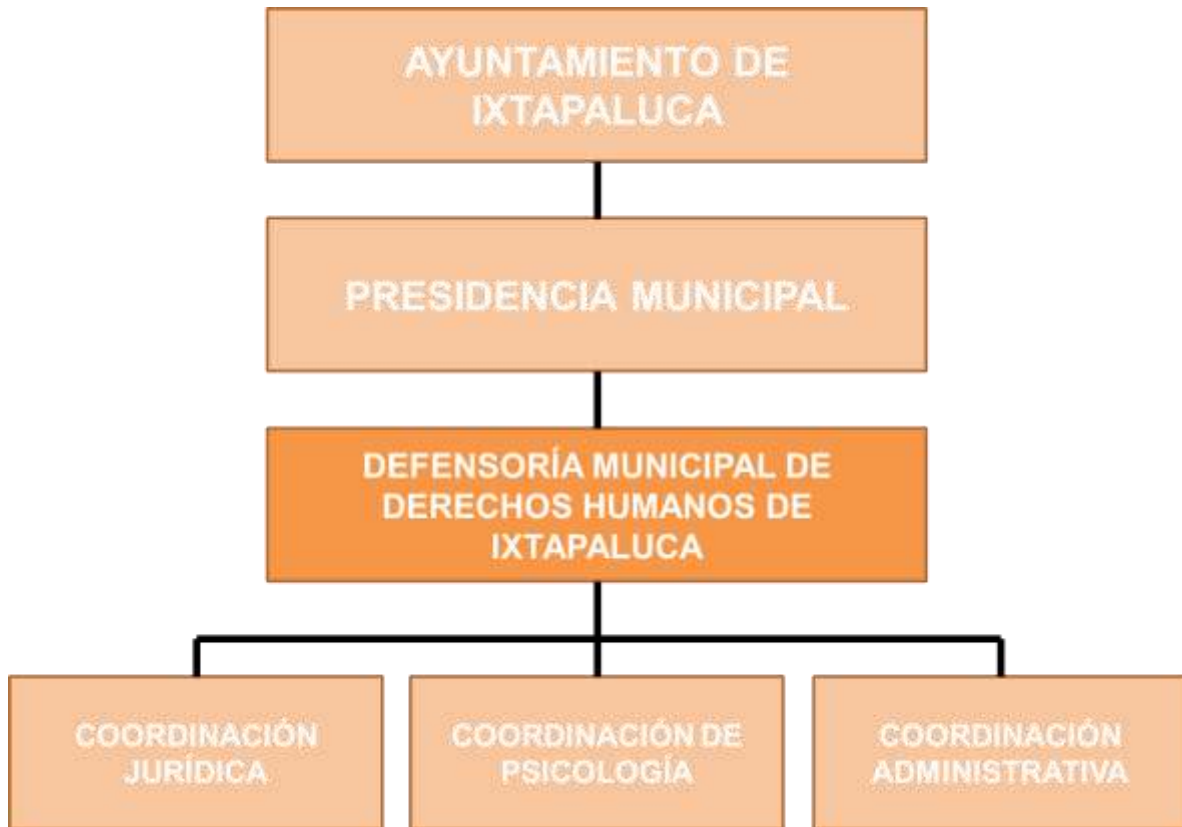 AYUNTAMIENTO DE
IXTAPALUCA
PRESIDENCIA MUNICIPAL
DEFENSORÍA MUNICIPAL DE
DERECHOS HUMANOS DE
IXTAPALUCA
COORDINACIÓN
JURÍDICA
COORDINACIÓN DE
PSICOLOGÍA
COORDINACIÓN
ADMINISTRATIVA